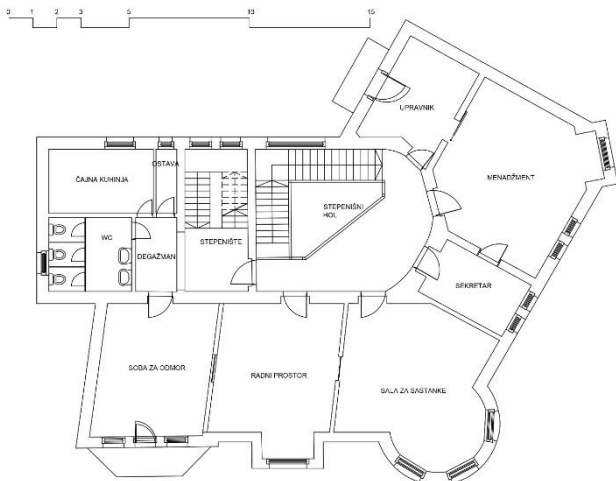 0 1 2 3 5 10 15
UPRAVNIK
OSTAVA
ČAJNA KUHINJA
MENADŽMENT
STEPENIŠNI
HOL
WC
STEPENIŠTE
DEGAŽMAN
SEKRETAR
SOBA ZA ODMOR
RADNI PROSTOR
SALA ZA SASTANKE